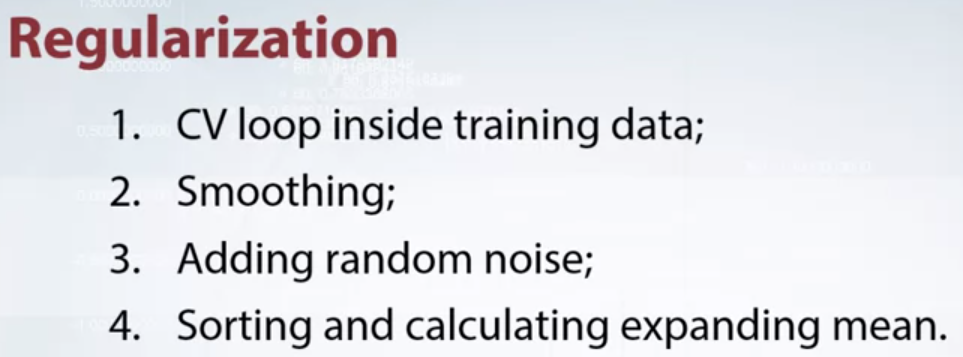 Regularization
1. CV loop inside training data;
2. Smoothing;
3. Adding random noise;
4. Sorting and calculating expanding mean.